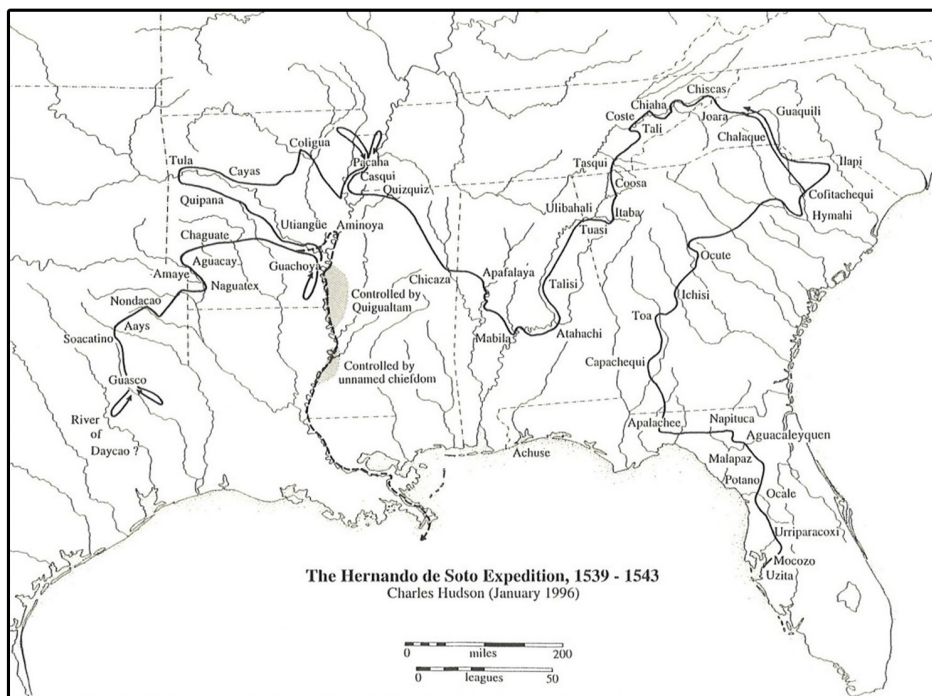 Chiscas
Chiaha
Guaquili
Coste
Joara
Tali
Chalaque
Coligua
Pacaha
Tula
Ilapi
Tasqui
Cayas
Casqui
Coosa
Quizquiz
Cofitachequi
Quipana
Ulibahali
Itaba
Hymahi
Utiangüe
Aminoya
Tuasi
Chaguate
Ocute
Aguacay
Guachoya
Apafalaya
Amaye
Chicaza
Talisi
Naguatex
Controlled by
Quigualtam
Ichisi
Nondacao
Toa
Aays
Mabila
Atahachi
Soacatino
Controlled by
unnamed chiefdom
Capachequi
Guasco
River
of
Daycao ?
Apalachee
Napituca
Aguacaleyquen
Achuse
Malapaz
Potano
Ocale
Urriparacoxi
Mocozo
Uzita
The Hernando de Soto Expedition, 1539 - 1543
Charles Hudson (January 1996)
0 miles 200
0 leagues 50